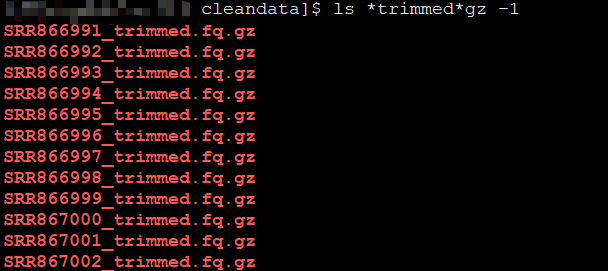 cleandata]$ ls *trimmed*gz -1
SRR866991_trimmed.fq.gz
SRR866992_trimmed.fq.gz
SRR866993_trimmed.fq.gz
SRR866994_trimmed.fq.gz
SRR866995_trimmed.fq.gz
SRR866996_trimmed.fq.gz
SRR866997_trimmed.fq.gz
SRR866998_trimmed.fq.gz
SRR866999_trimmed.fq.gz
SRR867000_trimmed.fq.gz
SRR867001_trimmed.fq.gz
SRR867002_trimmed.fq.gz